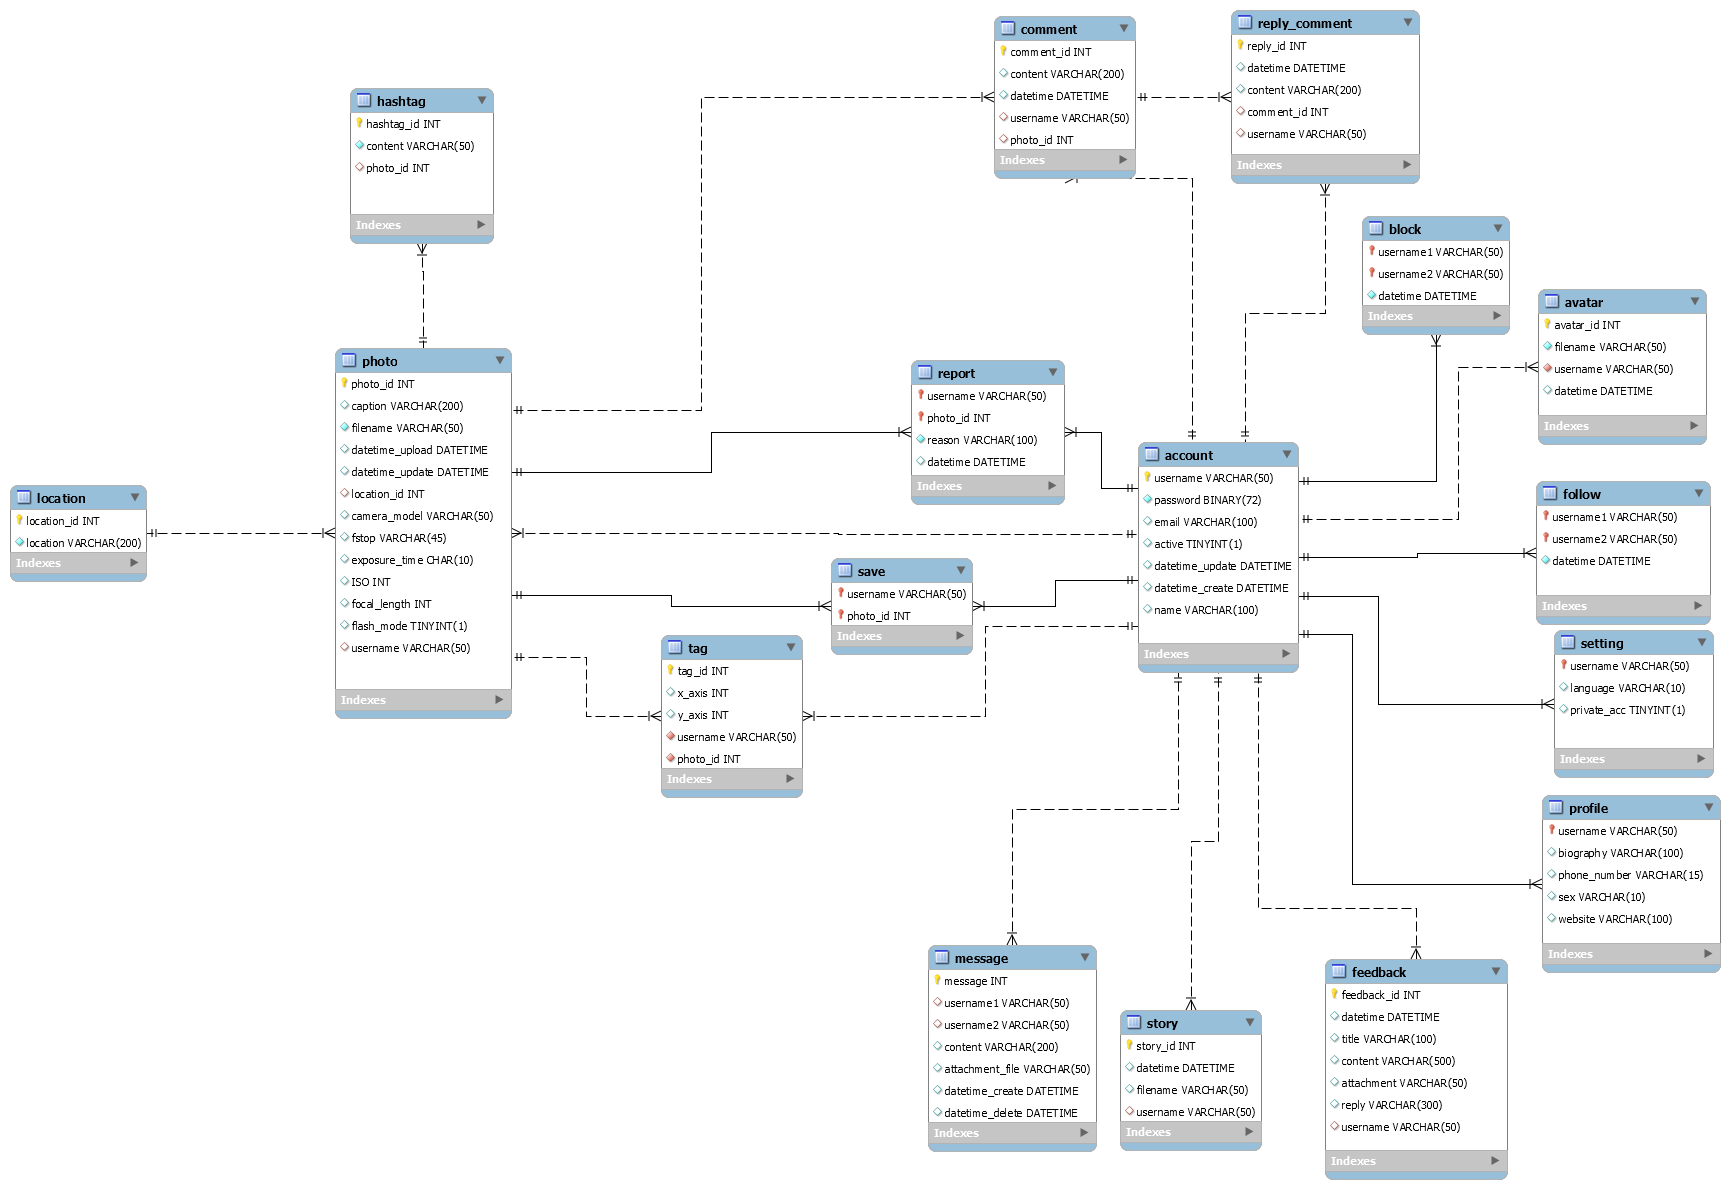 comment
comment_id INT
content VARCHAR(200)
datetime DATETIME
username VARCHAR(50)
photo_id INT
Indexes
reply_comment
reply_id INT
datetime DATETIME
content VARCHAR(200)
comment_id INT
username VARCHAR(50)
Indexes
hashtag
hashtag_id INT
content VARCHAR(50)
photo_id INT
Indexes
block
username1 VARCHAR(50)
username2 VARCHAR(50)
datetime DATETIME
Indexes
avatar
avatar_id INT
filename VARCHAR(50)
username VARCHAR(50)
datetime DATETIME
Indexes
photo
photo_id INT
caption VARCHAR(200)
filename VARCHAR(50)
datetime_upload DATETIME
datetime_update DATETIME
location_id INT
camera_model VARCHAR(50)
fstop VARCHAR(45)
exposure_time CHAR(10)
ISO INT
focal_length INT
flash_mode TINYINT(1)
username VARCHAR(50)
Indexes
report
username VARCHAR(50)
photo_id INT
reason VARCHAR(100)
datetime DATETIME
Indexes
account
username VARCHAR(50)
password BINARY(72)
email VARCHAR(100)
active TINYINT(1)
datetime_update DATETIME
datetime_create DATETIME
name VARCHAR(100)
Indexes
location
location_id INT
location VARCHAR(200)
Indexes
follow
username1 VARCHAR(50)
username2 VARCHAR(50)
datetime DATETIME
Indexes
save
username VARCHAR(50)
photo_id INT
Indexes
tag
tag_id INT
x_axis INT
y_axis INT
username VARCHAR(50)
photo_id INT
Indexes
setting
username VARCHAR(50)
language VARCHAR(10)
private_acc TINYINT(1)
Indexes
profile
username VARCHAR(50)
biography VARCHAR(100)
phone_number VARCHAR(15)
sex VARCHAR(10)
website VARCHAR(100)
Indexes
message
message INT
username1 VARCHAR(50)
username2 VARCHAR(50)
content VARCHAR(200)
attachment_file VARCHAR(50)
datetime_create DATETIME
datetime_delete DATETIME
Indexes
story
story_id INT
datetime DATETIME
filename VARCHAR(50)
username VARCHAR(50)
Indexes
feedback
feedback_id INT
datetime DATETIME
title VARCHAR(100)
content VARCHAR(500)
attachment VARCHAR(50)
reply VARCHAR(300)
username VARCHAR(50)
Indexes